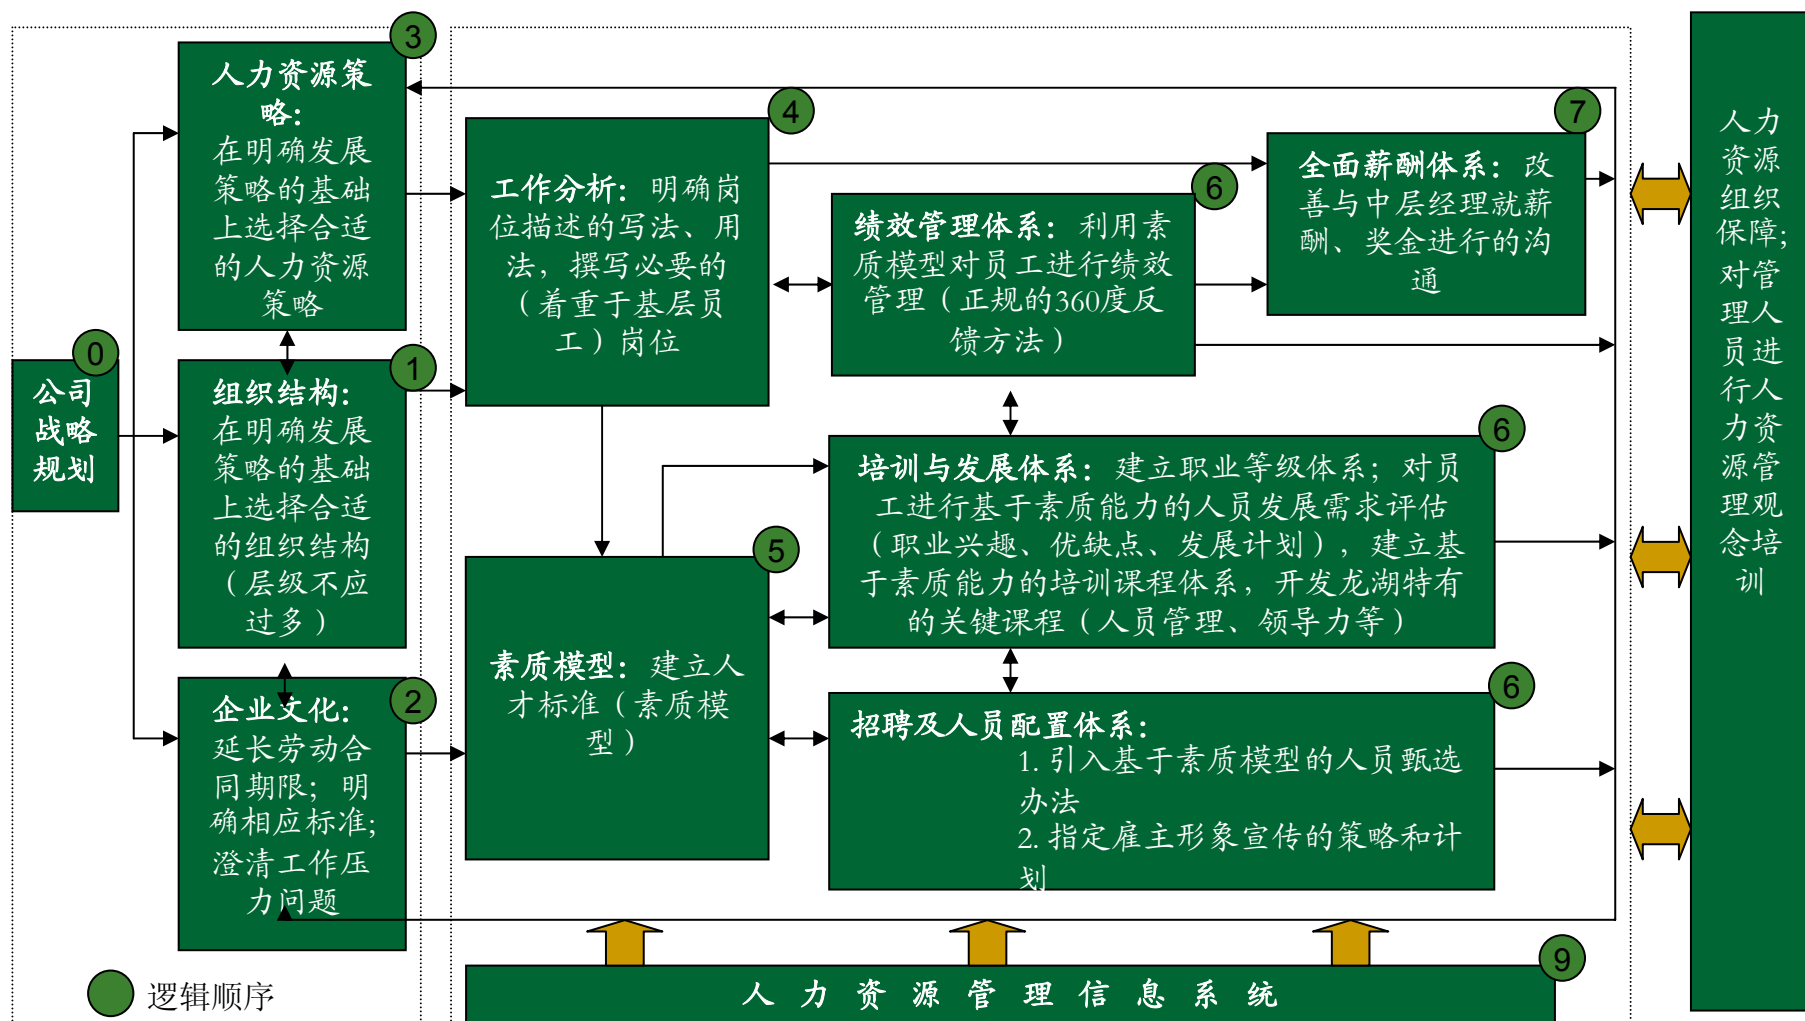 3
人力资源策
略：
在明确发展
策略的基础
上选择合适
的人力资源
策略
0
公司
战略
规划
1
组织结构：
在明确发展
策略的基础
上选择合适
的组织结构
（层级不应
过多）
2
企业文化：
延长劳动合
同期限；明
确相应标准；
澄清工作压
力问题
4
工作分析：明确岗
位描述的写法、用
法，撰写必要的
（着重于基层员
工）岗位
5
素质模型：建立人
才标准（素质模
型）
6
绩效管理体系：利用素
质模型对员工进行绩效
管理（正规的360度反
馈方法）
7
全面薪酬体系：改
善与中层经理就薪
酬、奖金进行的沟
通
6
培训与发展体系：建立职业等级体系；对员
工进行基于素质能力的人员发展需求评估
（职业兴趣、优缺点、发展计划），建立基
于素质能力的培训课程体系，开发龙湖特有
的关键课程（人员管理、领导力等）
6
招聘及人员配置体系：
1. 引入基于素质模型的人员甄选
办法
2. 指定雇主形象宣传的策略和计
划
9
人力资源管理信息系统
人力
资源
组织
保障；
对管
理人
员进
行人
力资
源管
理观
念培
训
逻辑顺序